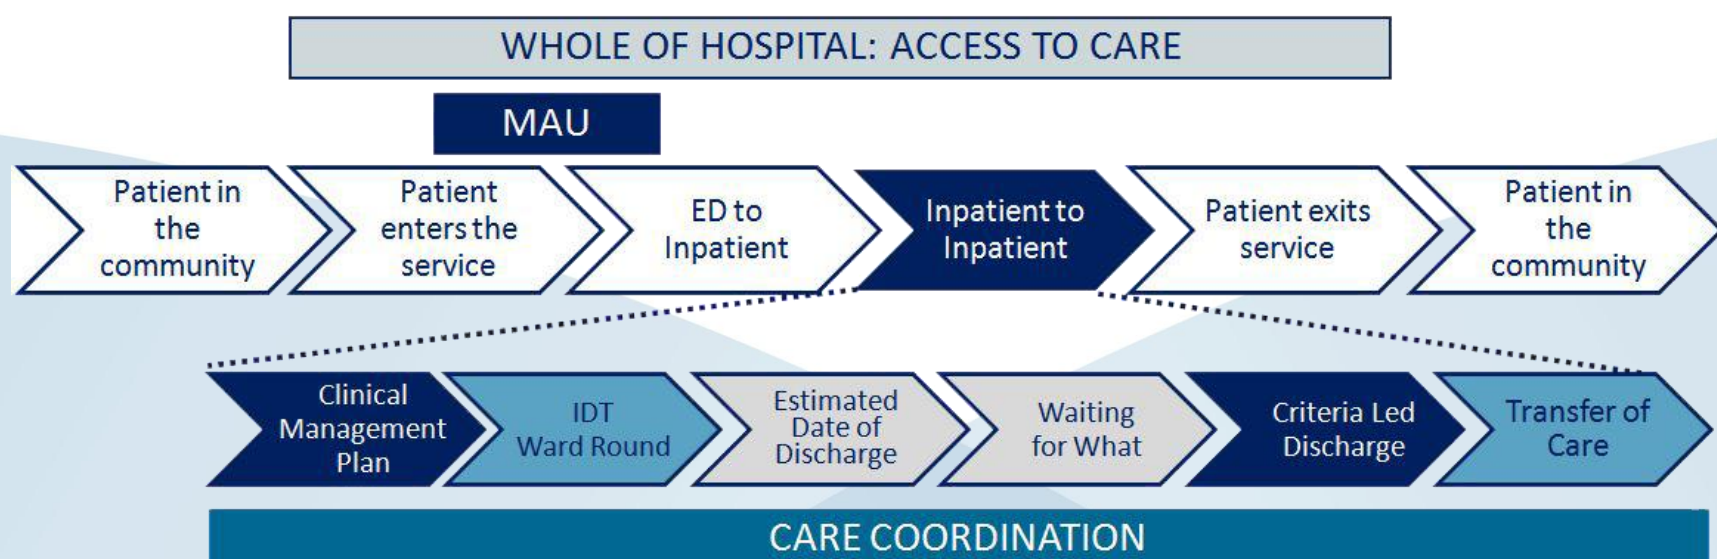 WHOLE OF HOSPITAL: ACCESS TO CARE
MAU
Patient in
the
community
Patient
enters the
service
ED to
Inpatient
Inpatient to
Inpatient
Patient exits
service
Patient in
the
community
Clinical
Management
Plan
IDT
Ward Round
Estimated
Date of
Discharge
Waiting
for What
Criteria Led
Discharge
Transfer of
Care
CARE COORDINATION